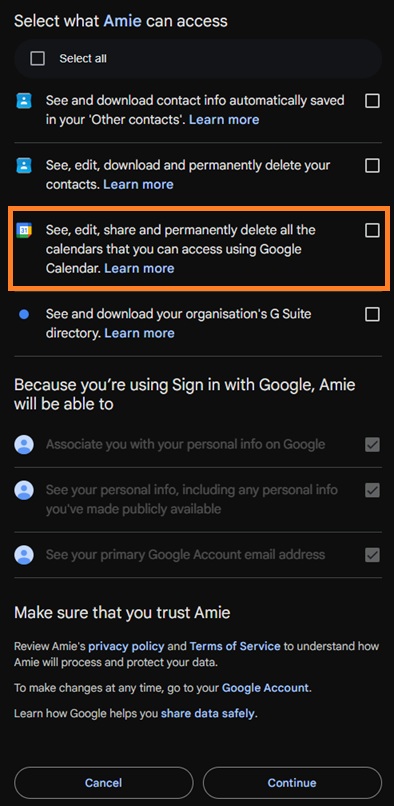 Select what Amie can access
Select all
See and download contact info automatically saved
in your 'Other contacts'. Learn more
See, edit, download and permanently delete your
contacts. Learn more
31
See, edit, share and permanently delete all the
calendars that you can access using Google
Calendar. Learn more
See and download your organisation's G Suite
directory. Learn more
Because you're using Sign in with Google, Amie
will be able to
Associate you with your personal info on Google
See your personal info, including any personal info
you've made publicly available
See your primary Google Account email address
Make sure that you trust Amie
Review Amie's privacy policy and Terms of Service to understand how
Amie will process and protect your data.
To make changes at any time, go to your Google Account.
Learn how Google helps you share data safely.
Cancel
Continue